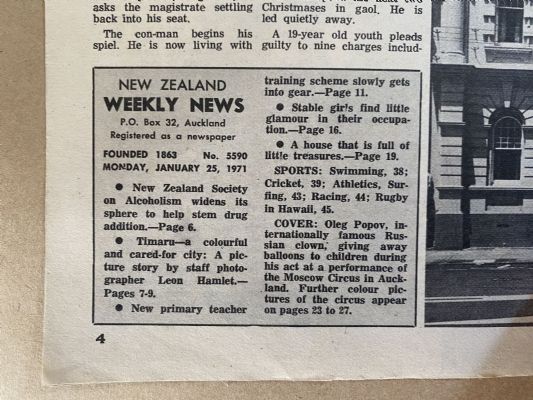 asks the magistrate settling
back into his seat.
The con-man begins his
spiel. He is now living with
Christmases in gaol. He is
led quietly away.
A 19-year old youth pleads
guilty to nine charges includ-
NEW ZEALAND
WEEKLY NEWS
P.O. Box 32, Auckland
Registered as a newspaper
FOUNDED 1863 No. 5590
MONDAY, JANUARY 25, 1971
● New Zealand Society
on Alcoholism widens its
sphere to help stem drug
addition.—Page 6.
● Timaru—a colourful
and cared-for city: A pic-
ture story by staff photo-
grapher Leon Hamlet.—
Pages 7-9.
● New primary teacher
training scheme slowly gets
into gear.—Page 11.
● Stable girls find little
glamour in their occupa-
tion.—Page 16.
● A house that is full of
little treasures.—Page 19.
SPORTS: Swimming, 38;
Cricket, 39; Athletics, Sur-
fing, 43; Racing, 44; Rugby
in Hawaii, 45.
COVER: Oleg Popov, in-
ternationally famous Rus-
sian clown, giving away
balloons to children during
his act at a performance of
the Moscow Circus in Auck-
land. Further colour pic-
tures of the circus appear
on pages 23 to 27.
4